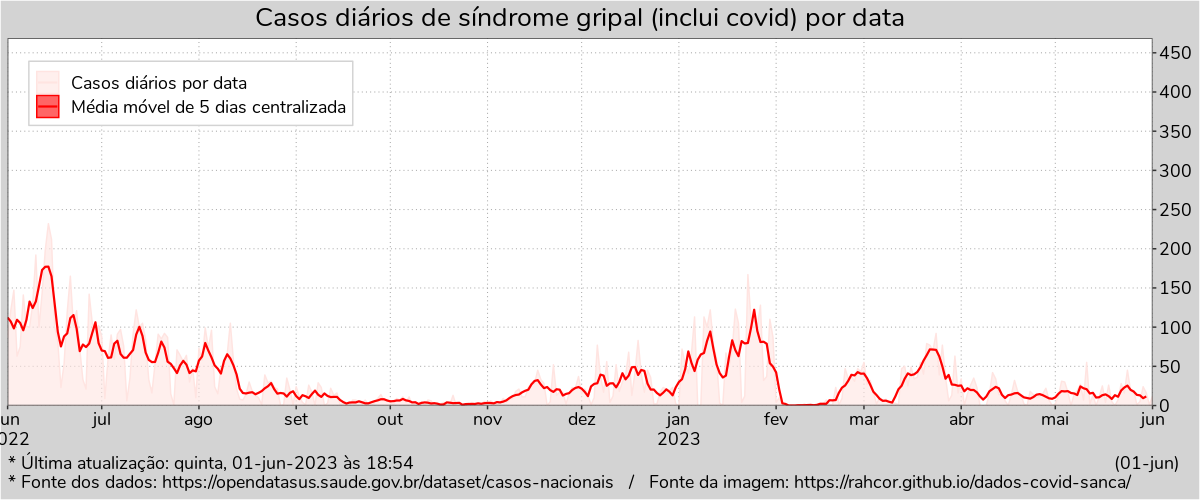 Casos diários de síndrome gripal (inclui covid) por data
Casos diários por data
Média móvel de 5 dias centralizada
450
400
350
300
250
200
150
100
50
0
un jul ago set out nov dez jan fev mar abr mai jun
022 2023
* Última atualização: quinta, 01-jun-2023 às 18:54 (01-jun)
* Fonte dos dados: https://opendatasus.saude.gov.br/dataset/casos-nacionais / Fonte da imagem: https://rahcor.github.io/dados-covid-sanca/